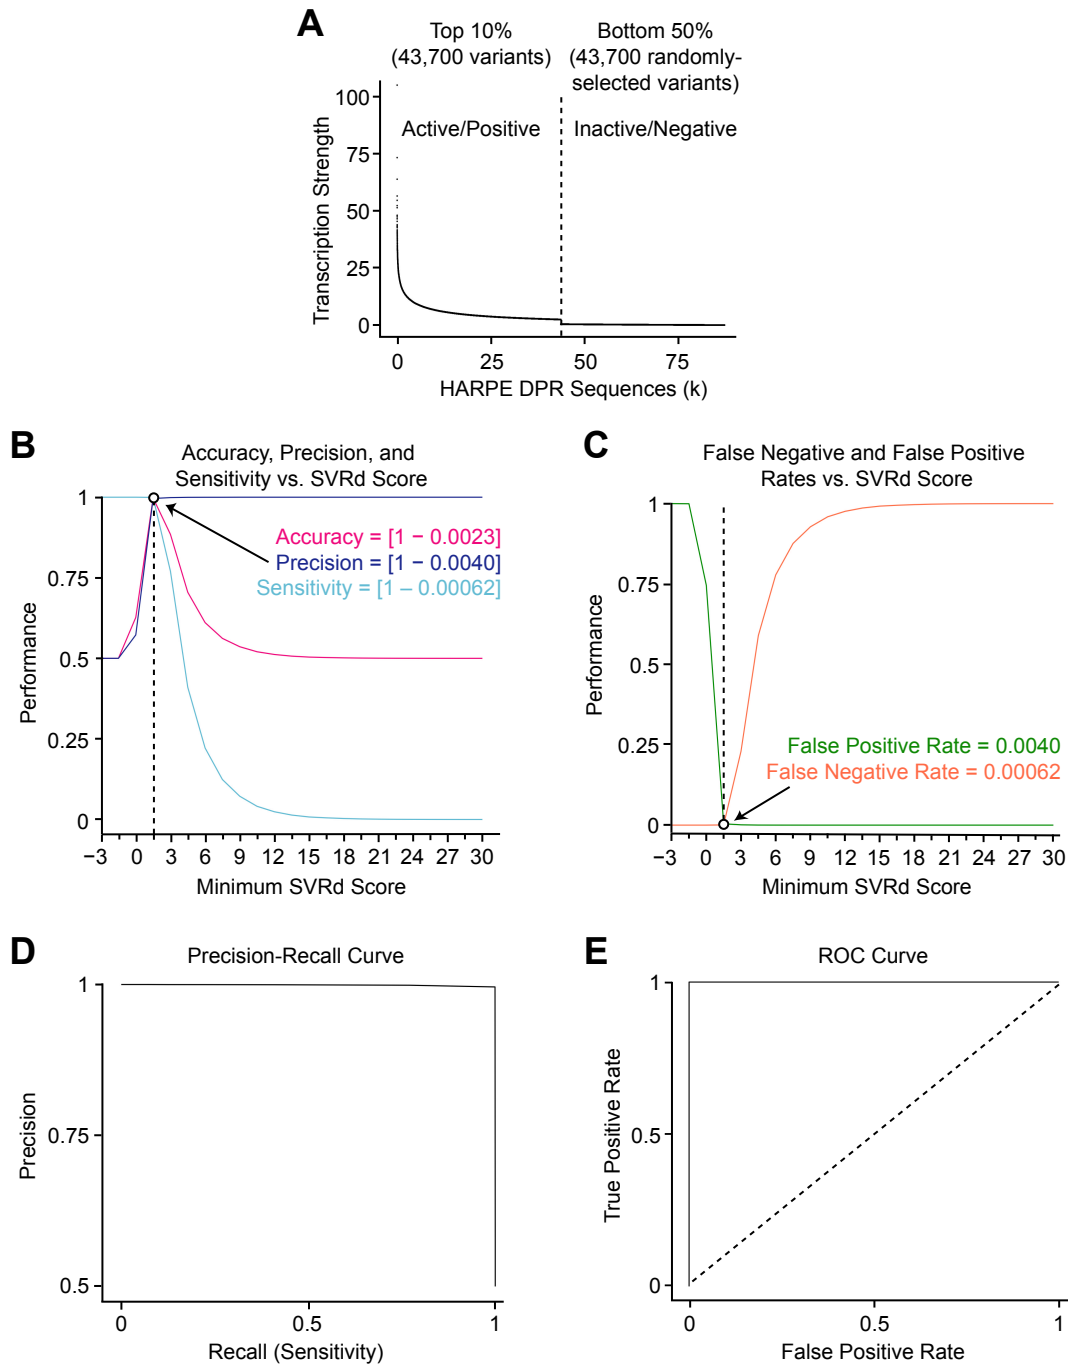 A
Top 10%
(43,700 variants)
Bottom 50%
(43,700 randomly-
selected variants)
Active/Positive
Inactive/Negative
Transcription Strength
100
75
50
25
0
0 25 50 75
HARPE DPR Sequences (k)
B
Accuracy, Precision, and
Sensitivity vs. SVRd Score
Accuracy = [1 − 0.0023]
Precision = [1 − 0.0040]
Sensitivity = [1 – 0.00062]
Performance
1
0.75
0.5
0.25
0
−3 0 3 6 9 12 15 18 21 24 27 30
Minimum SVRd Score
C
False Negative and False Positive
Rates vs. SVRd Score
False Positive Rate = 0.0040
False Negative Rate = 0.00062
Performance
1
0.75
0.5
0.25
0
−3 0 3 6 9 12 15 18 21 24 27 30
Minimum SVRd Score
D
Precision-Recall Curve
Precision
1
0.75
0.5
0 0.5 1
Recall (Sensitivity)
E
ROC Curve
True Positive Rate
1
0.5
0
0 0.5 1
False Positive Rate